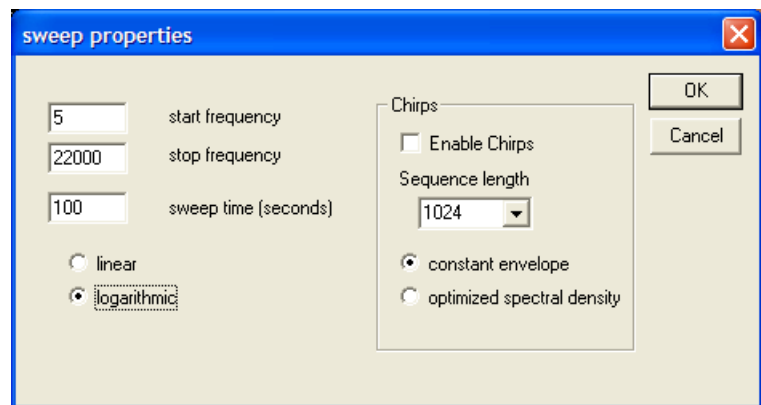 sweep properties
5 start frequency
22000 stop frequency
100 sweep time (seconds)
linear
logarithmic
Chirps
Enable Chirps
Sequence length
1024
constant envelope
optimized spectral density
OK
Cancel